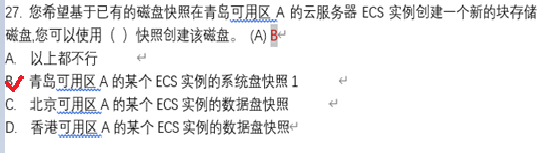 27. 您希望基于已有的磁盘快照在青岛可用区 A 的云服务器 ECS 实例创建一个新的块存储
磁盘,您可以使用（ ）快照创建该磁盘。 (A) B
A. 以上都不行
B. 青岛可用区 A 的某个 ECS 实例的系统盘快照 1
C. 北京可用区 A 的某个 ECS 实例的数据盘快照
D. 香港可用区 A 的某个 ECS 实例的数据盘快照